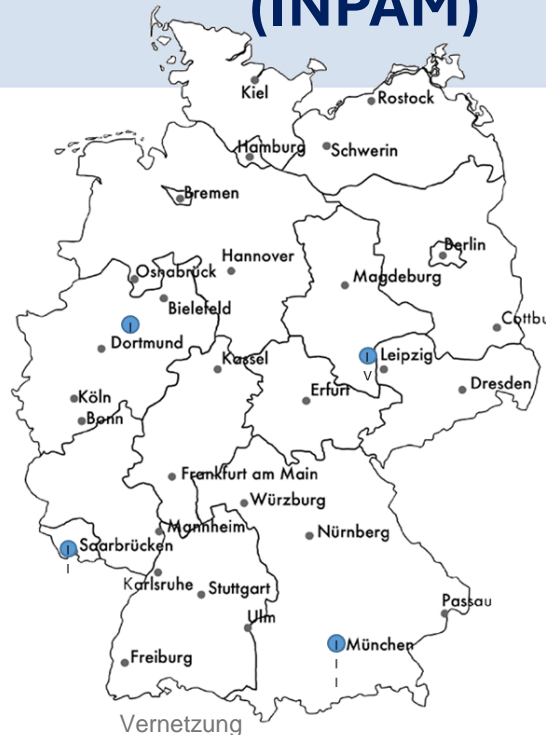 (INPAM)
Kiel
Rostock
Hamburg
Schwerin
Bremen
Berlin
Hannover
Osnabrück
Magdeburg
Bielefeld
Cottbu
I
Dortmund
I
Leipzig
V
Kassel
Erfurt
Dresden
Köln
Bonn
Frankfurt am Main
Würzburg
Mannheim
Nürnberg
I
Saarbrücken
I
Karlsruhe
Stuttgart
Passau
Ulm
I
München
I
I
Freiburg
Vernetzung